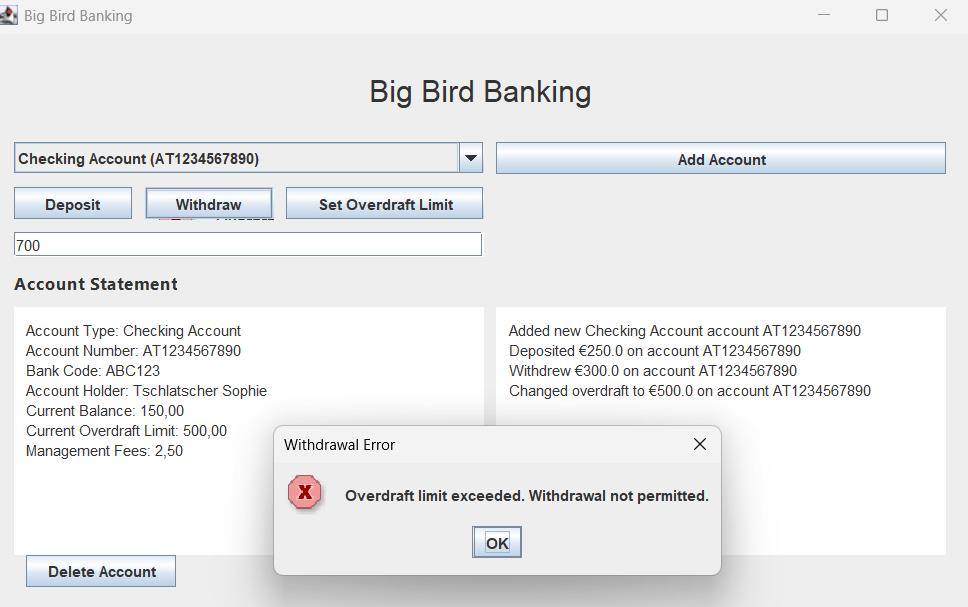 Big Bird Banking
Big Bird Banking
Checking Account (AT1234567890)
Add Account
Deposit
Withdraw
Set Overdraft Limit
700
Account Statement
Account Type: Checking Account
Account Number: AT1234567890
Bank Code: ABC123
Account Holder: Tschlatscher Sophie
Current Balance: 150,00
Current Overdraft Limit: 500,00
Management Fees: 2,50
Added new Checking Account account AT1234567890
Deposited €250.0 on account AT1234567890
Withdrew €300.0 on account AT1234567890
Changed overdraft to €500.0 on account AT1234567890
Withdrawal Error
X
Overdraft limit exceeded. Withdrawal not permitted.
OK
Delete Account